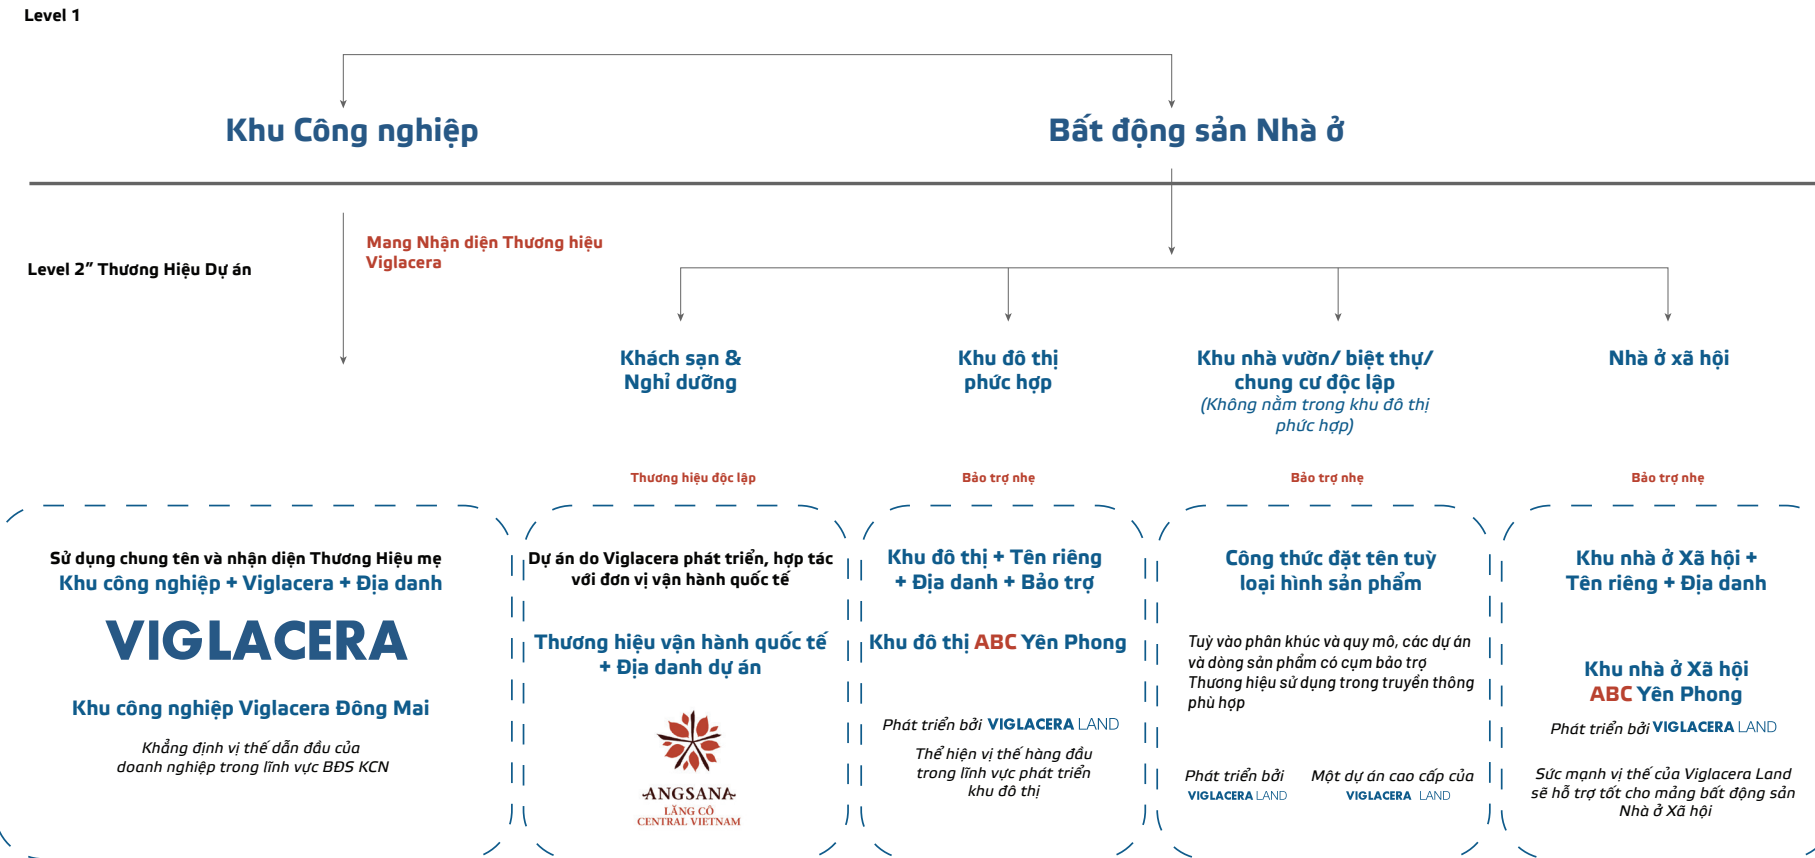 Level 1
Khu Công nghiệp
Bất động sản Nhà ở
Level 2” Thương Hiệu Dự án
Mang Nhận diện Thương hiệu
Viglacera
Khách sạn &
Nghỉ dưỡng
Khu đô thị
phức hợp
Khu nhà vườn/ biệt thự/
chung cư độc lập
(Không nằm trong khu đô thị
phức hợp)
Nhà ở xã hội
Thương hiệu độc lập
Bảo trợ nhẹ
Bảo trợ nhẹ
Bảo trợ nhẹ
Sử dụng chung tên và nhận diện Thương Hiệu mẹ
Khu công nghiệp + Viglacera + Địa danh
VIGLACERA
Khu công nghiệp Viglacera Đông Mai
Khẳng định vị thế dẫn đầu của
doanh nghiệp trong lĩnh vực BĐS KCN
Dự án do Viglacera phát triển, hợp tác
với đơn vị vận hành quốc tế
Thương hiệu vận hành quốc tế
+ Địa danh dự án
ANGSANA
LĂNG CÔ
CENTRAL VIETNAM
Khu đô thị + Tên riêng
+ Địa danh + Bảo trợ
Khu đô thị ABC Yên Phong
Phát triển bởi VIGLACERA LAND
Thể hiện vị thế hàng đầu
trong lĩnh vực phát triển
khu đô thị
Công thức đặt tên tuỳ
loại hình sản phẩm
Tuỳ vào phân khúc và quy mô, các dự án
và dòng sản phẩm có cụm bảo trợ
Thương hiệu sử dụng trong truyền thông
phù hợp
Phát triển bởi
VIGLACERA LAND
Một dự án cao cấp của
VIGLACERA LAND
Khu nhà ở Xã hội +
Tên riêng + Địa danh
Khu nhà ở Xã hội
ABC Yên Phong
Phát triển bởi VIGLACERA LAND
Sức mạnh vị thế của Viglacera Land
sẽ hỗ trợ tốt cho mảng bất động sản
Nhà ở Xã hội